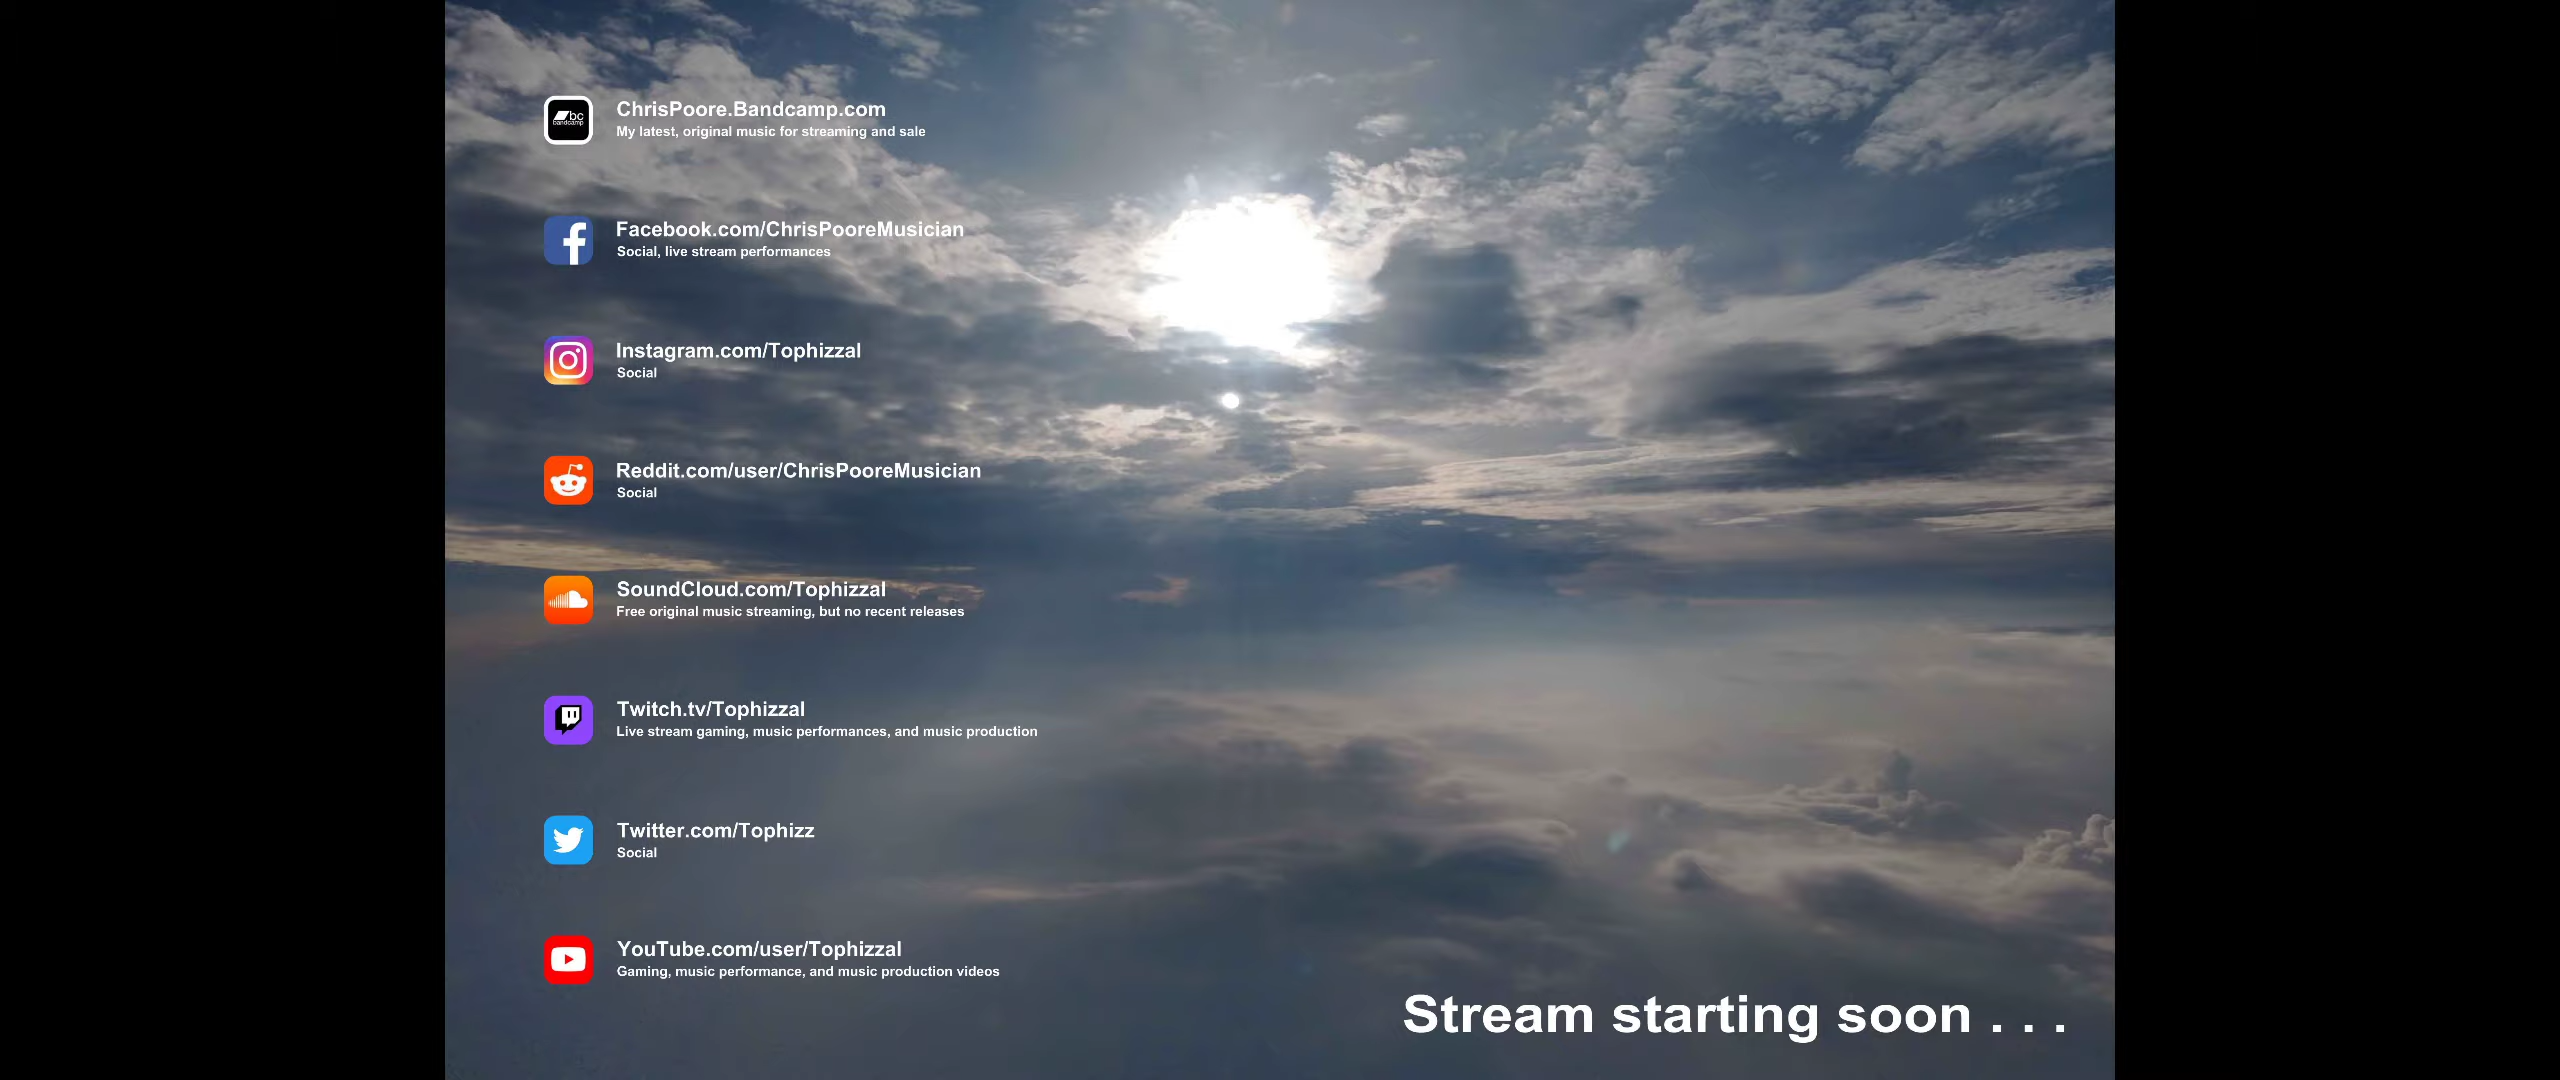 bc
bandcamp
ChrisPoore.Bandcamp.com
My latest, original music for streaming and sale
Facebook.com/ChrisPooreMusician
Social, live stream performances
Instagram.com/Tophizzal
Social
Reddit.com/user/ChrisPooreMusician
Social
SoundCloud.com/Tophizzal
Free original music streaming, but no recent releases
Twitch.tv/Tophizzal
Live stream gaming, music performances, and music production
Twitter.com/Tophizz
Social
YouTube.com/user/Tophizzal
Gaming, music performance, and music production videos
Stream starting soon . . .